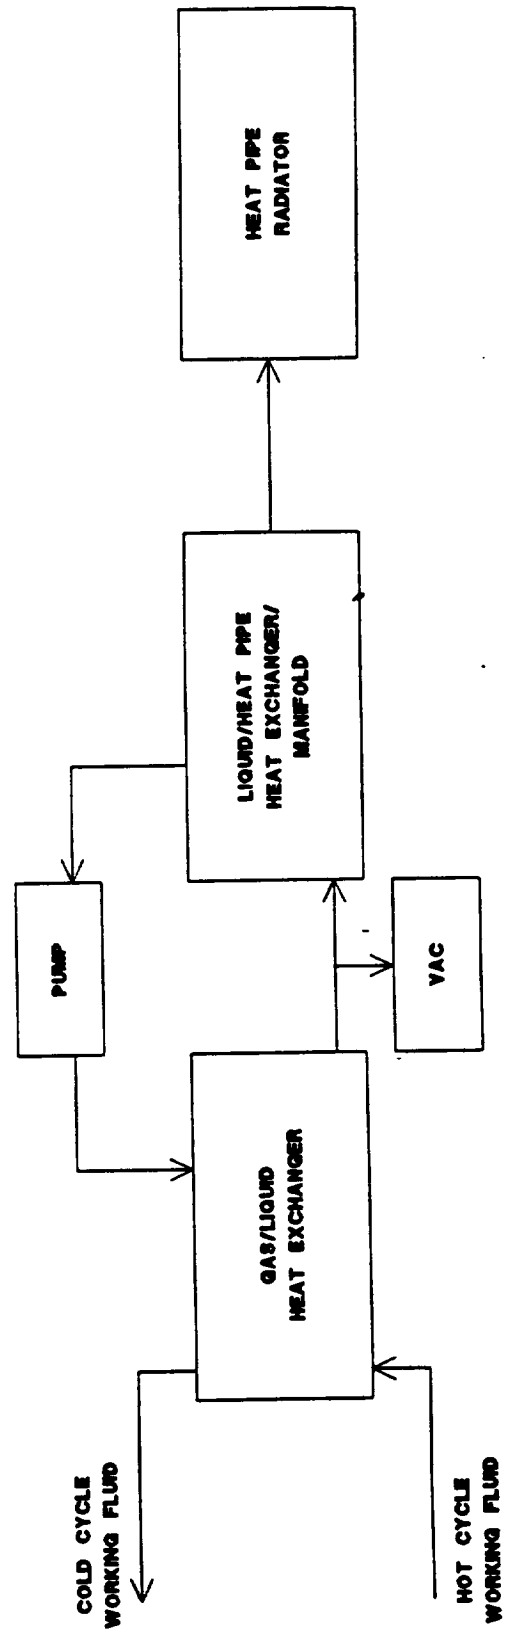 COLD CYCLE
WORKING FLUID
HOT CYCLE
WORKING FLUID
GAS/LIQUID
HEAT EXCHANGER
PUMP
VAC
LIQUID/HEAT PIPE
HEAT EXCHANGER/
MANIFOLD
HEAT PIPE
RADIATOR